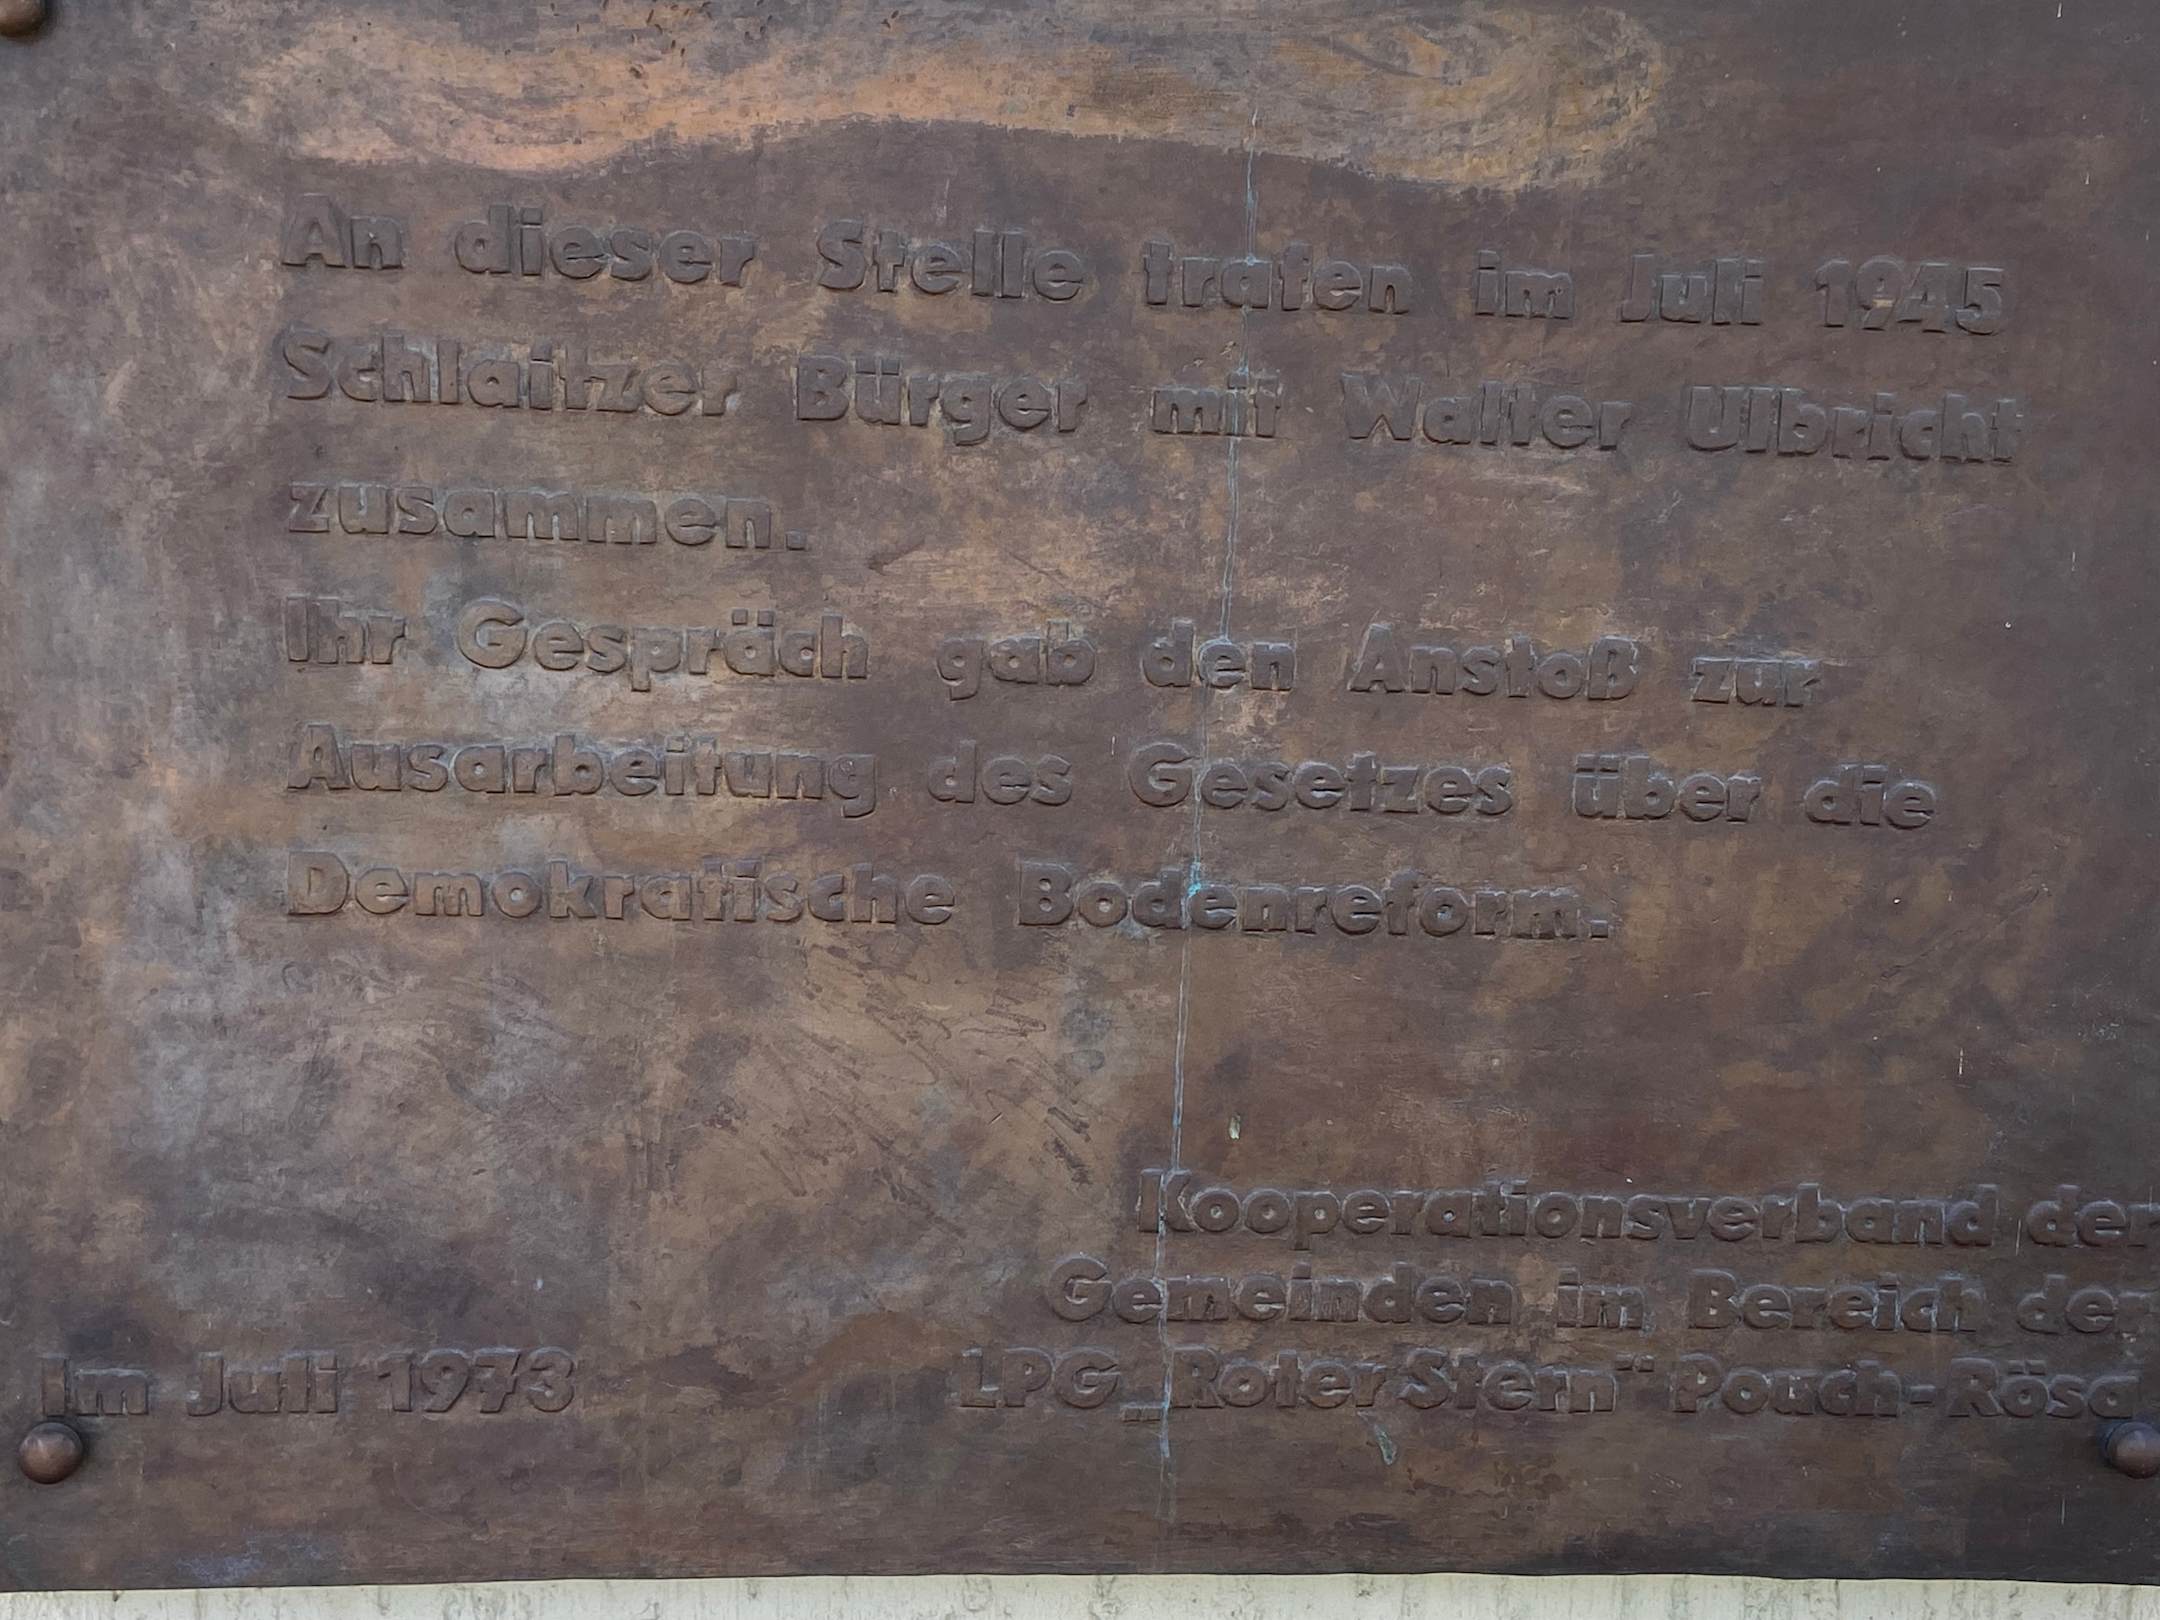 An dieser Stelle trafen im Juli 1945
Schlaitzer Bürger mit Walter Ulbricht
zusammen.
Ihr Gespräch gab den Anstoß zur
Ausarbeitung des Gesetzes über die
Demokratische Bodenreform.
Kooperationsverband der
Gemeinden im Bereich der
Im Juli 1973 LPG „Roter Stern" Pouch-Rösa